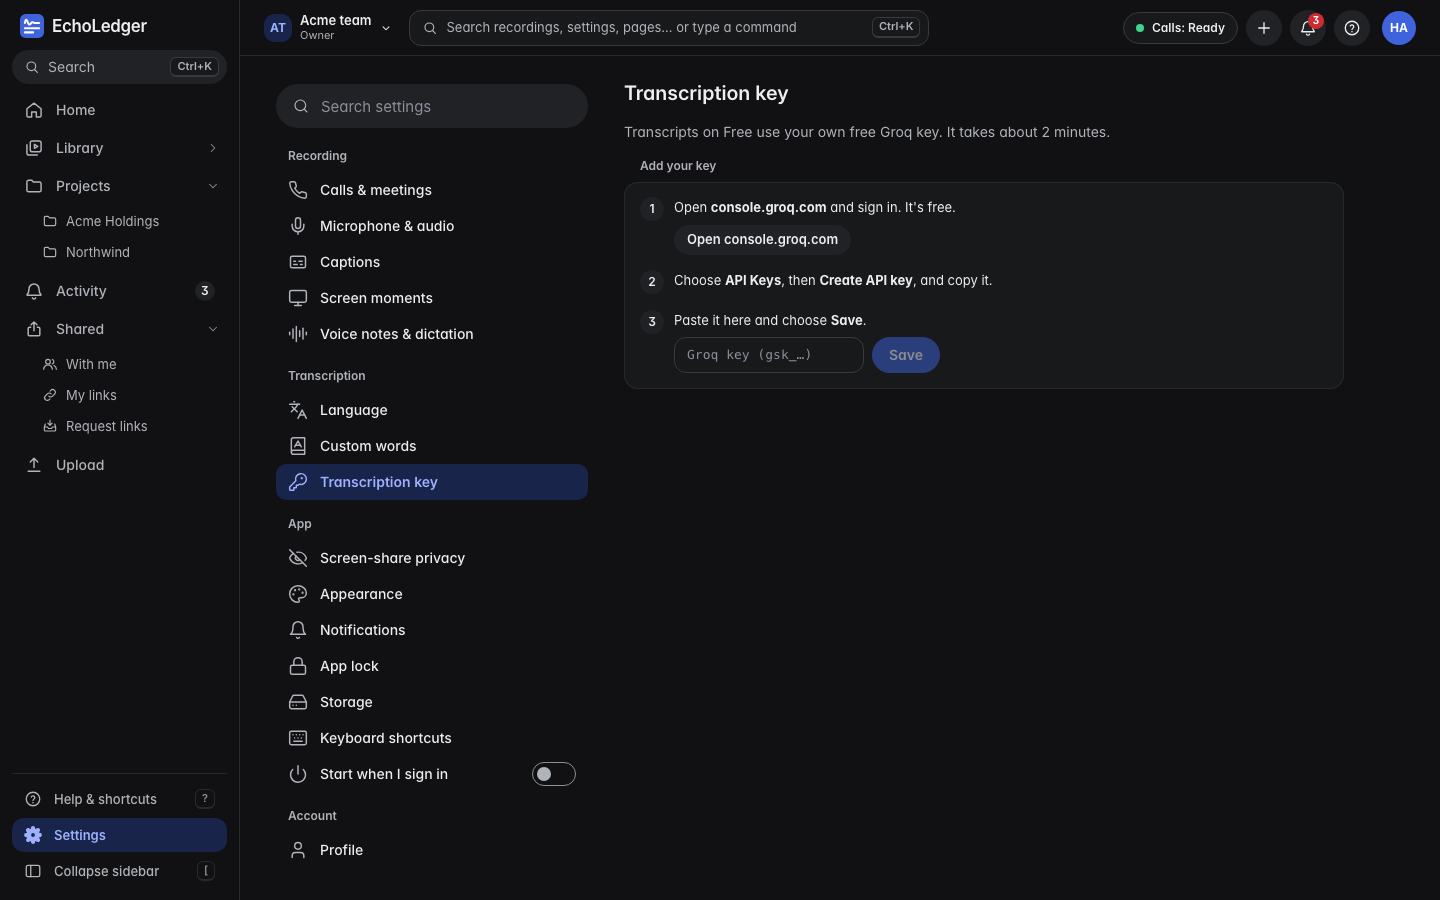 EchoLedger
Search Ctrl+K
Home
Library
Projects
Acme Holdings
Northwind
Activity 3
Shared
With me
My links
Request links
Upload
Help & shortcuts ?
Settings
Collapse sidebar [
AT Acme team
Owner
Search recordings, settings, pages... or type a command Ctrl+K
Calls: Ready
3
HA
Search settings
Recording
Calls & meetings
Microphone & audio
Captions
Screen moments
Voice notes & dictation
Transcription
Language
Custom words
Transcription key
App
Screen-share privacy
Appearance
Notifications
App lock
Storage
Keyboard shortcuts
Start when I sign in
Account
Profile
Transcription key
Transcripts on Free use your own free Groq key. It takes about 2 minutes.
Add your key
1 Open console.groq.com and sign in. It's free.
Open console.groq.com
2 Choose API Keys, then Create API key, and copy it.
3 Paste it here and choose Save.
Groq key (gsk_…) Save